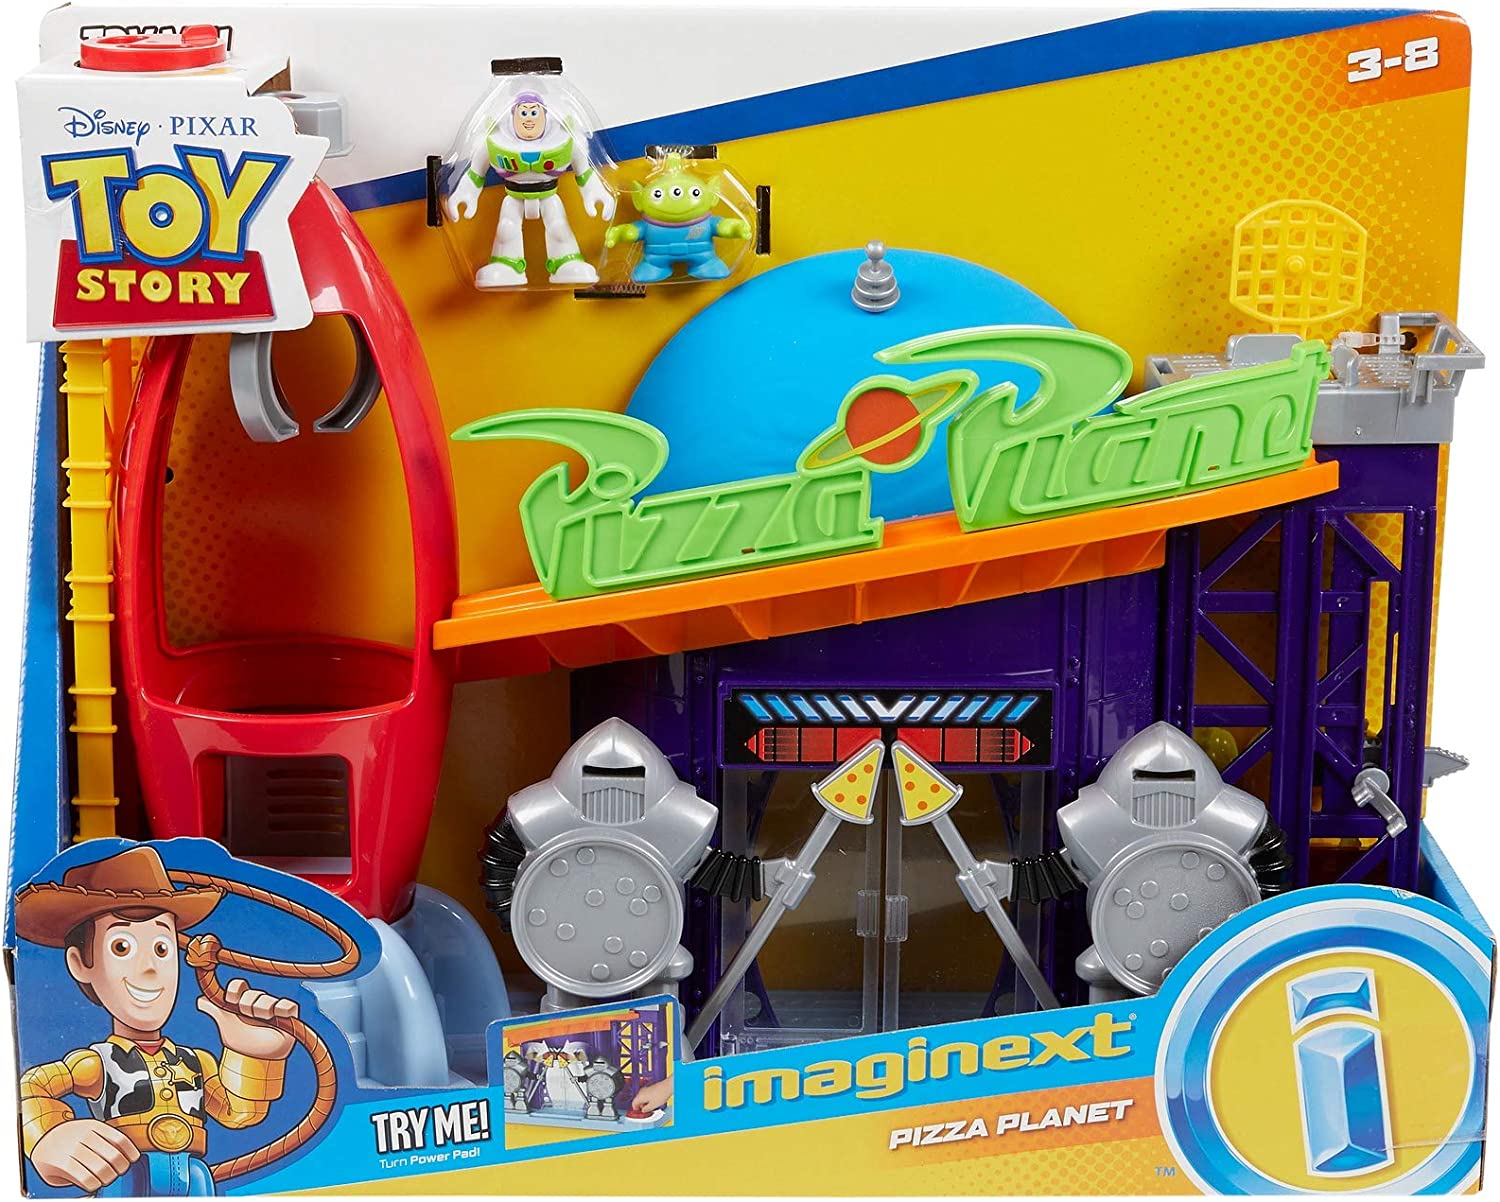 3-8
Disney · PIXAR
TOY
STORY
Pizza Planet
TRY ME!
Turn Power Pad!
imaginext®
PIZZA PLANET
TM
i